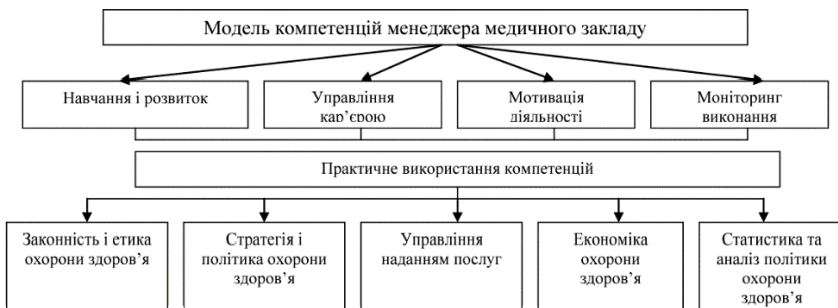 Модель компетенцій менеджера медичного закладу
Навчання і розвиток
Управління
кар’єрою
Мотивація
діяльності
Моніторинг
виконання
Практичне використання компетенцій
Законність і етика
охорони здоров’я
Стратегія і
політика охорони
здоров’я
Управління
наданням послуг
Економіка
охорони
здоров’я
Статистика та
аналіз політики
охорони
здоров’я